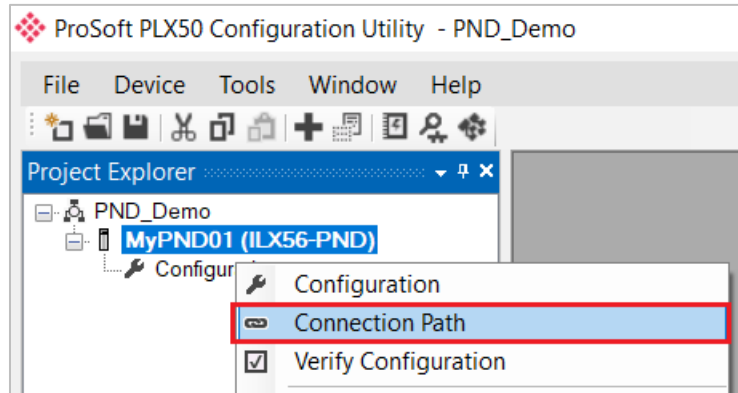 ProSoft PLX50 Configuration Utility - PND_Demo
File Device Tools Window Help
Project Explorer
PND_Demo
MyPND01 (ILX56-PND)
Configuration
Connection Path
Verify Configuration